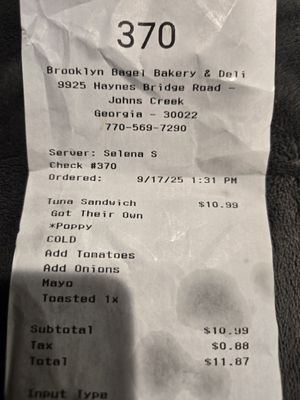 370
Brooklyn Bagel Bakery & Deli
9925 Haynes Bridge Road -
Johns Creek
Georgia - 30022
770-569-7290
Server: Selena S
Check #370
Ordered: 9/17/25 1:31 PM
Tuna Sandwich $10.99
Got Their Own
*Poppy
COLD
Add Tomatoes
Add Onions
Mayo
Toasted 1x
Subtotal $10.99
Tax $0.88
Total $11.87
Input Type